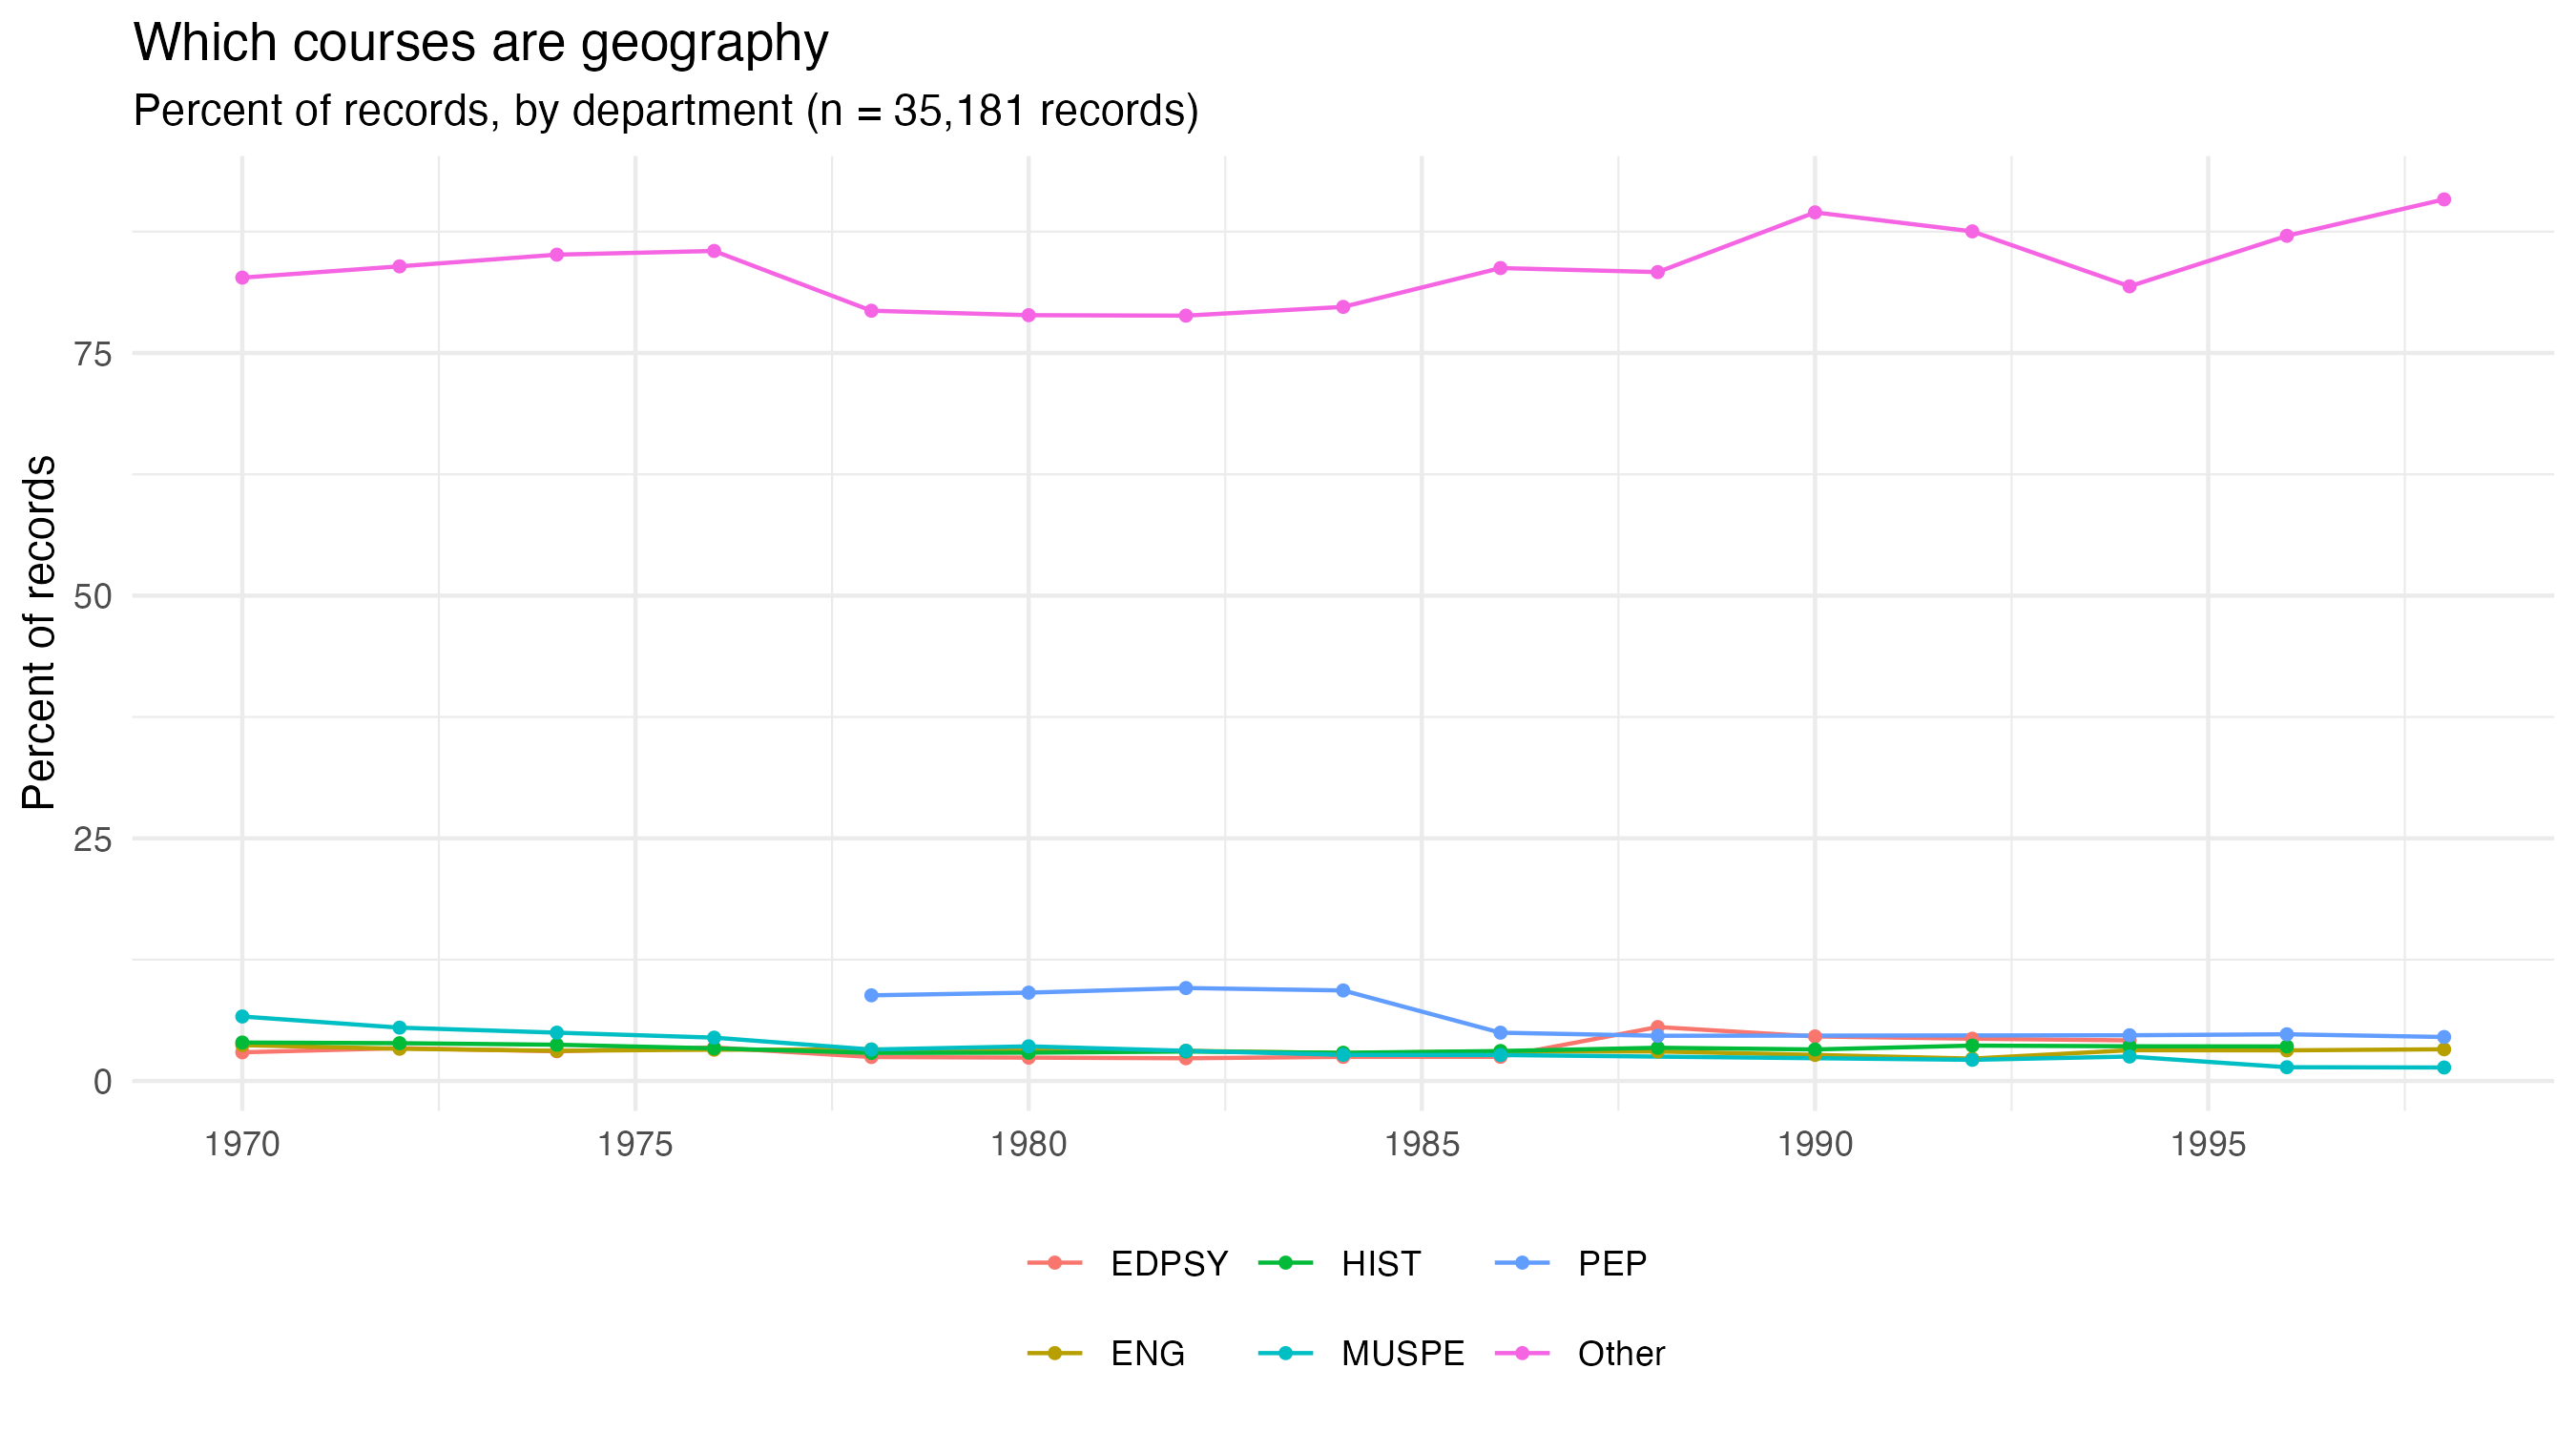 Which courses are geography
Percent of records, by department (n = 35,181 records)
Percent of records
75
50
25
0
1970 1975 1980 1985 1990 1995
EDPSY HIST PEP
ENG MUSPE Other